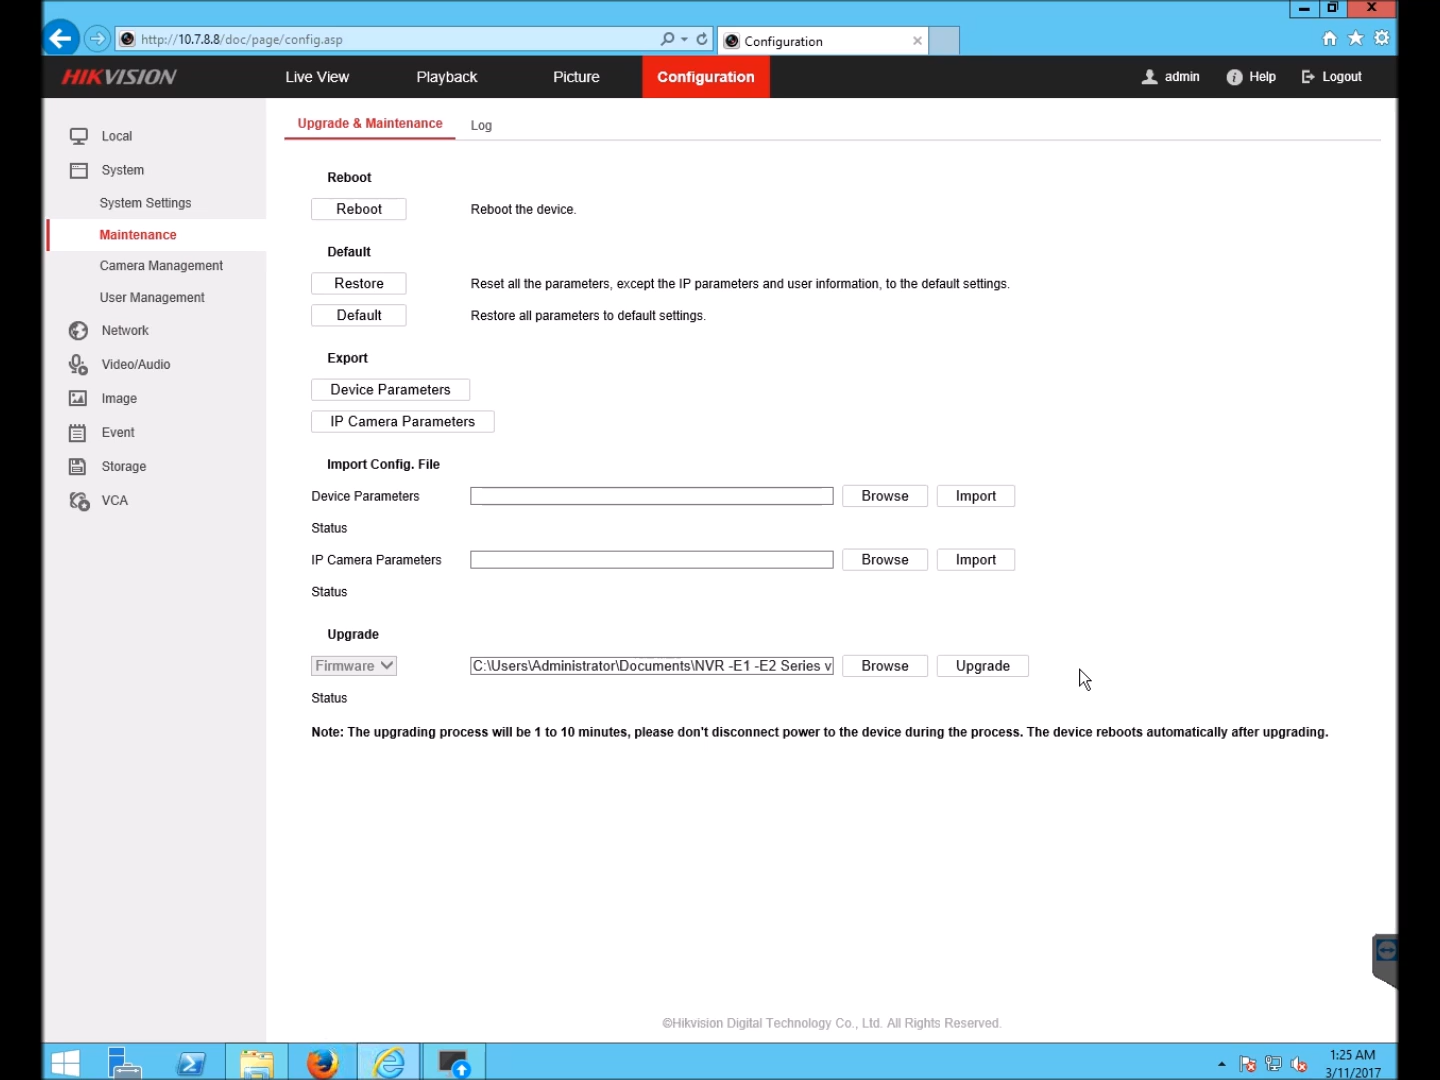 http://10.7.8.8/doc/page/config.asp
Configuration
HIKVISION
Live View
Playback
Picture
Configuration
admin
Help
Logout
Local
System
System Settings
Maintenance
Camera Management
User Management
Network
Video/Audio
Image
Event
Storage
VCA
Upgrade & Maintenance
Log
Reboot
Reboot
Reboot the device.
Default
Restore
Reset all the parameters, except the IP parameters and user information, to the default settings.
Default
Restore all parameters to default settings.
Export
Device Parameters
IP Camera Parameters
Import Config. File
Device Parameters
Browse
Import
Status
IP Camera Parameters
Browse
Import
Status
Upgrade
Firmware
C:\Users\Administrator\Documents\NVR -E1 -E2 Series v
Browse
Upgrade
Status
Note: The upgrading process will be 1 to 10 minutes, please don't disconnect power to the device during the process. The device reboots automatically after upgrading.
©Hikvision Digital Technology Co., Ltd. All Rights Reserved.
1:25 AM
3/11/2017